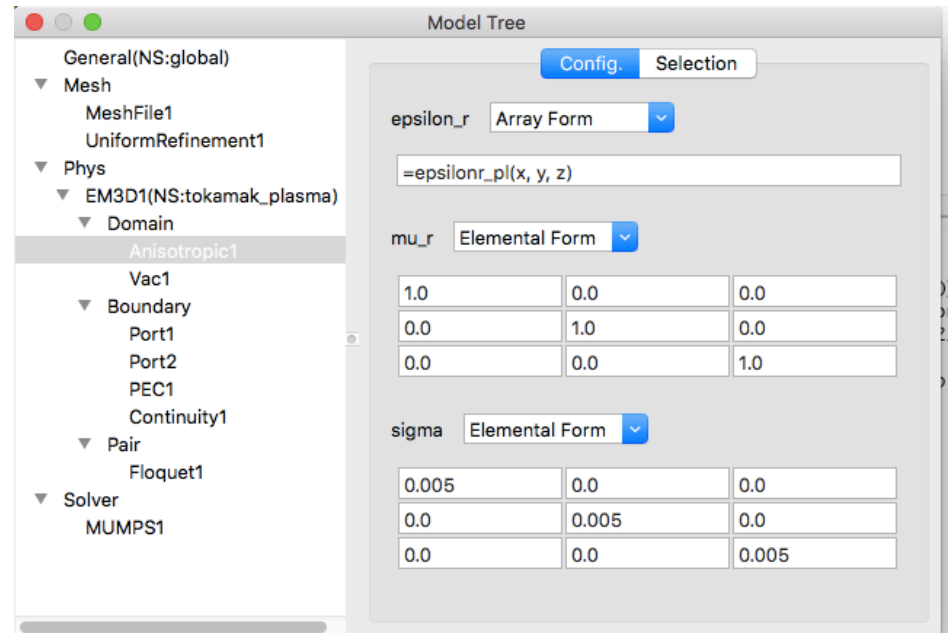 Model Tree
General(NS:global)
Mesh
MeshFile1
UniformRefinement1
Phys
EM3D1(NS:tokamak_plasma)
Domain
Anisotropic1
Vac1
Boundary
Port1
Port2
PEC1
Continuity1
Pair
Floquet1
Solver
MUMPS1
Config. Selection
epsilon_r Array Form
=epsilonr_pl(x, y, z)
mu_r Elemental Form
1.0 0.0 0.0
0.0 1.0 0.0
0.0 0.0 1.0
sigma Elemental Form
0.005 0.0 0.0
0.0 0.005 0.0
0.0 0.0 0.005